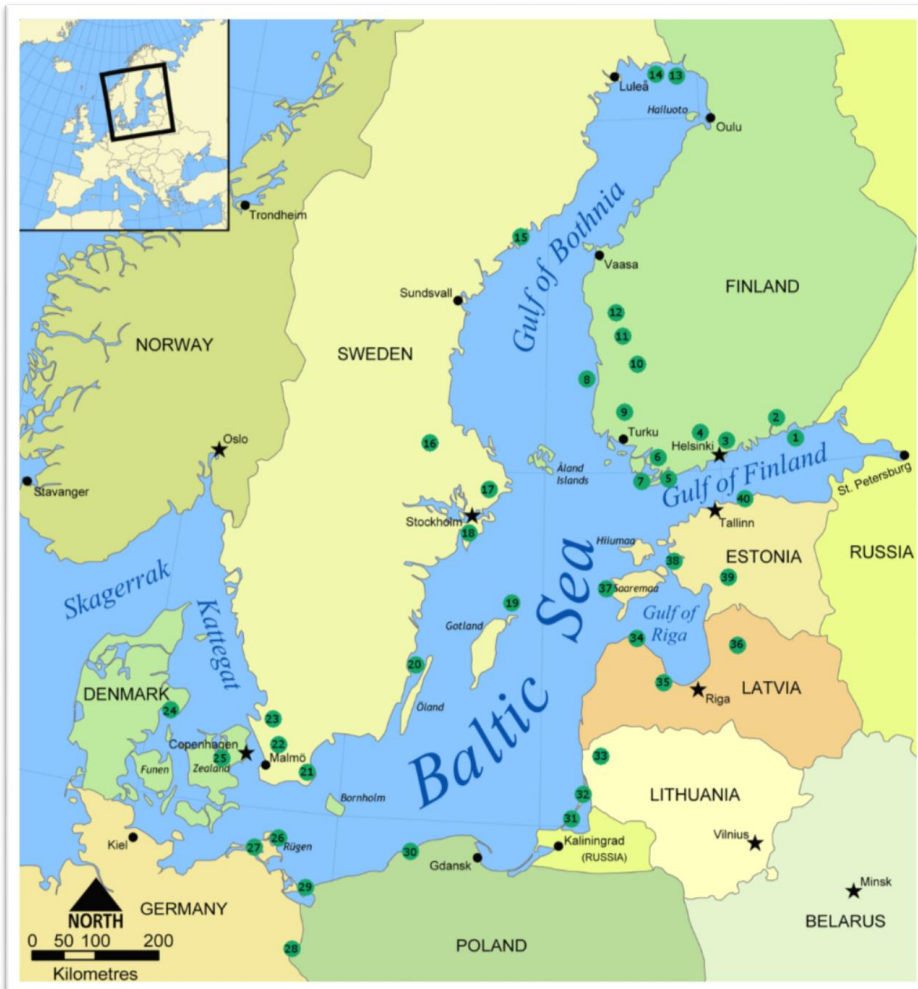 14
13
Luleå
Hailuoto
Oulu
Trondheim
15
Gulf of Bothnia
Vaasa
FINLAND
Sundsvall
12
NORWAY
SWEDEN
11
10
8
9
2
16
Turku
4
3
1
Oslo
Helsinki
6
Åland
Islands
Stavanger
7
5
Gulf of Finland
St. Petersburg
17
40
Stockholm
Tallinn
18
Hiiumaa
ESTONIA
RUSSIA
38
Skagerrak
39
37
Saaremaa
19
Gulf of
Riga
Kattegat
Gotland
34
36
20
35
DENMARK
LATVIA
Riga
24
Öland
23
Baltic Sea
Copenhagen
22
25
Malmö
33
Funen
Zealand
21
32
LITHUANIA
Bornholm
31
Kiel
26
Kaliningrad
(RUSSIA)
Vilnius
27
Rügen
30
Gdansk
29
Minsk
NORTH
GERMANY
BELARUS
0 50 100 200
Kilometres
28
POLAND